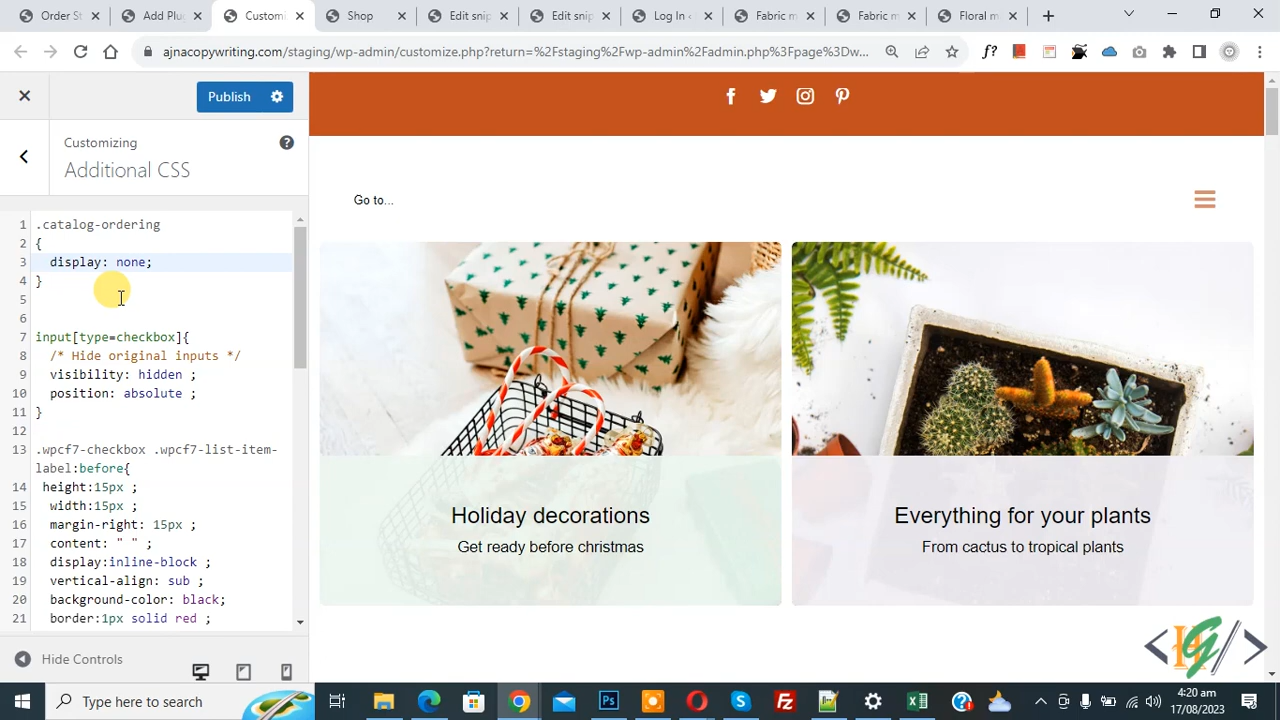 Order St
Add Plug
Customi
Shop
Edit snip
Edit snip
Log In ‹
Fabric m
Fabric m
Floral m
ajnacopywriting.com/staging/wp-admin/customize.php?return=%2Fstaging%2Fwp-admin%2Fadmin.php%3Fpage%3Dw...
f?
Publish
Customizing
Additional CSS
1 .catalog-ordering
2 {
3 display: none;
4 }
5
6
7 input[type=checkbox]{
8 /* Hide original inputs */
9 visibility: hidden ;
10 position: absolute ;
11 }
12
13 .wpcf7-checkbox .wpcf7-list-item-
label:before{
14 height:15px ;
15 width:15px ;
16 margin-right: 15px ;
17 content: " " ;
18 display:inline-block ;
19 vertical-align: sub ;
20 background-color: black;
21 border:1px solid red ;
Hide Controls
Go to...
Holiday decorations
Get ready before christmas
Everything for your plants
From cactus to tropical plants
<HG/>
Type here to search
4:20 am
17/08/2023